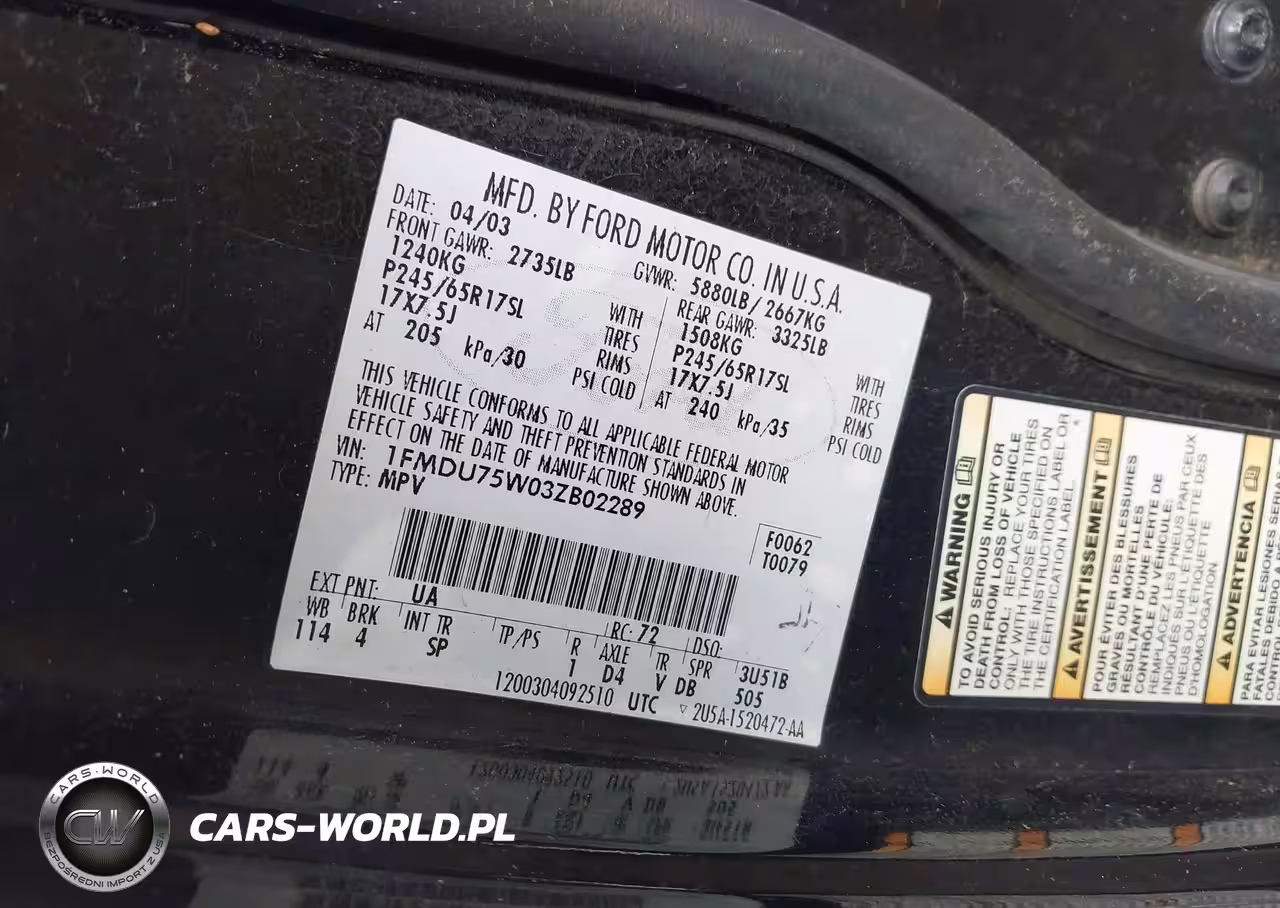 MFD. BY FORD MOTOR CO. IN U.S.A.
DATE: 04/03
GVWR: 5880LB/2667KG
FRONT GAWR: 2735LB
1240KG
P245/65R17SL
17X7.5J
AT 205 kPa/30
WITH
TIRES
RIMS
PSI COLD
REAR GAWR: 3325LB
1508KG
P245/65R17SL
17X7.5J
AT 240 kPa/35
WITH
TIRES
RIMS
PSI COLD
THIS VEHICLE CONFORMS TO ALL APPLICABLE FEDERAL MOTOR
VEHICLE SAFETY AND THEFT PREVENTION STANDARDS IN
EFFECT ON THE DATE OF MANUFACTURE SHOWN ABOVE.
VIN: 1FMDU75W03ZB02289
TYPE: MPV
F0062
T0079
EXT PNT: UA
RC: 72 DSO:
WB BRK INT TR TP/PS R AXLE TR SPR 3U51B
114 4 SP 1 D4 V DB 505
1200304092510 UTC
▽ 2U5A-1520472-AA
WARNING
TO AVOID SERIOUS INJURY OR
DEATH FROM LOSS OF VEHICLE
CONTROL: REPLACE YOUR TIRES
ONLY WITH THOSE SPECIFIED ON
THE TIRE INSTRUCTIONS LABEL OR
THE CERTIFICATION LABEL.
AVERTISSEMENT
POUR ÉVITER DES BLESSURES
GRAVES OU MORTELLES
RÉSULTANT D'UNE PERTE DE
CONTRÔLE DU VÉHICULE:
REMPLACEZ LES PNEUS PAR CEUX
INDIQUÉS SUR L'ÉTIQUETTE DES
PNEUS OU L'ÉTIQUETTE
D'HOMOLOGATION
ADVERTENCIA
PARA EVITAR LESIONES SERIAS
FATALES DEBIDO A
CARS-WORLD
CW
BEZPOŚREDNI IMPORT Z USA
CARS-WORLD.PL